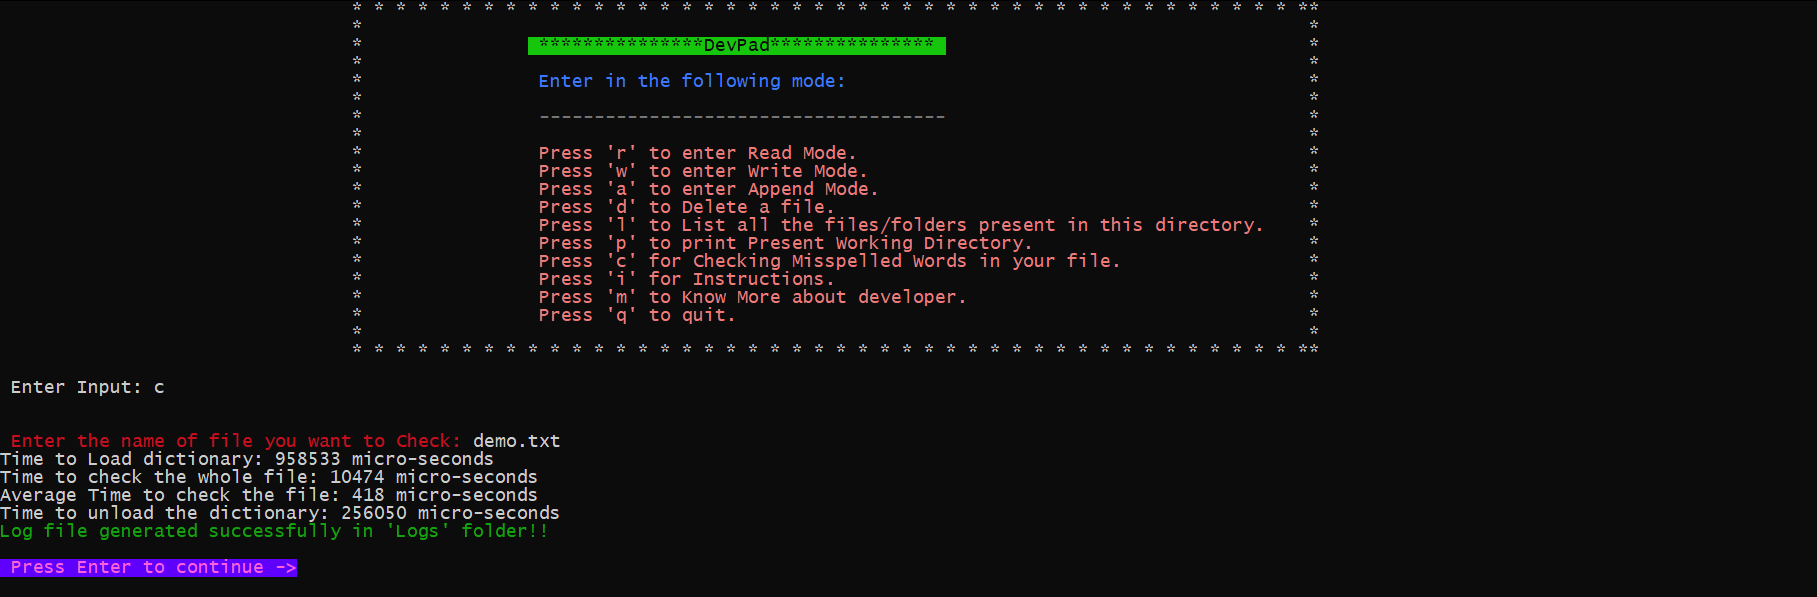 * * * * * * * * * * * * * * * * * * * * * * * * * * * * * * * * * * * * * * * * * * * **
* *
* ***************DevPad*************** *
* *
* Enter in the following mode: *
* *
* ------------------------------------- *
* *
* Press 'r' to enter Read Mode. *
* Press 'w' to enter Write Mode. *
* Press 'a' to enter Append Mode. *
* Press 'd' to Delete a file. *
* Press 'l' to List all the files/folders present in this directory. *
* Press 'p' to print Present Working Directory. *
* Press 'c' for Checking Misspelled Words in your file. *
* Press 'i' for Instructions. *
* Press 'm' to Know More about developer. *
* Press 'q' to quit. *
* *
* * * * * * * * * * * * * * * * * * * * * * * * * * * * * * * * * * * * * * * * * * * **
Enter Input: c
Enter the name of file you want to Check: demo.txt
Time to Load dictionary: 958533 micro-seconds
Time to check the whole file: 10474 micro-seconds
Average Time to check the file: 418 micro-seconds
Time to unload the dictionary: 256050 micro-seconds
Log file generated successfully in 'Logs' folder!!
Press Enter to continue ->